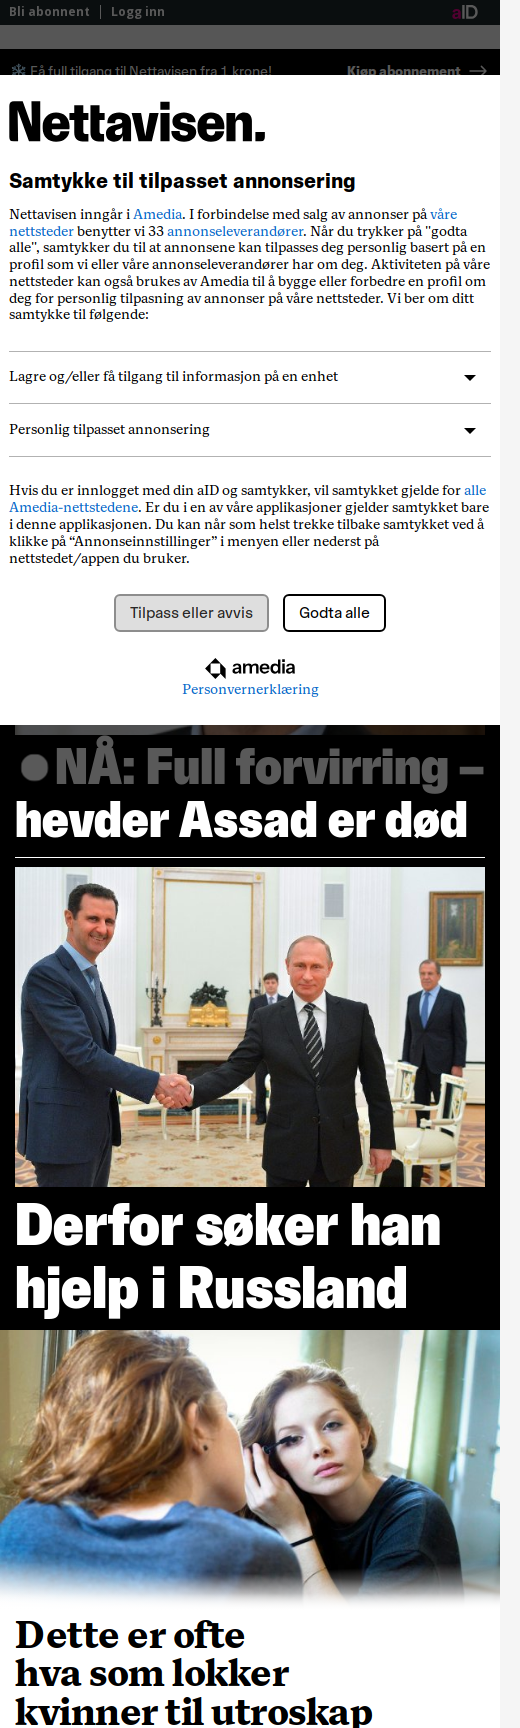 Bli abonnent | Logg inn aID
Få full tilgang til Nettavisen fra 1 krone! Kjøp abonnement →
Nettavisen.
Samtykke til tilpasset annonsering
Nettavisen inngår i Amedia. I forbindelse med salg av annonser på våre
nettsteder benytter vi 33 annonseleverandører. Når du trykker på "godta
alle", samtykker du til at annonsene kan tilpasses deg personlig basert på en
profil som vi eller våre annonseleverandører har om deg. Aktiviteten på våre
nettsteder kan også brukes av Amedia til å bygge eller forbedre en profil om
deg for personlig tilpasning av annonser på våre nettsteder. Vi ber om ditt
samtykke til følgende:
Lagre og/eller få tilgang til informasjon på en enhet
Personlig tilpasset annonsering
Hvis du er innlogget med din aID og samtykker, vil samtykket gjelde for alle
Amedia-nettstedene. Er du i en av våre applikasjoner gjelder samtykket bare
i denne applikasjonen. Du kan når som helst trekke tilbake samtykket ved å
klikke på “Annonseinnstillinger” i menyen eller nederst på
nettstedet/appen du bruker.
Tilpass eller avvis Godta alle
amedia
Personvernerklæring
NÅ: Full forvirring –
hevder Assad er død
Derfor søker han
hjelp i Russland
Dette er ofte
hva som lokker
kvinner til utroskap